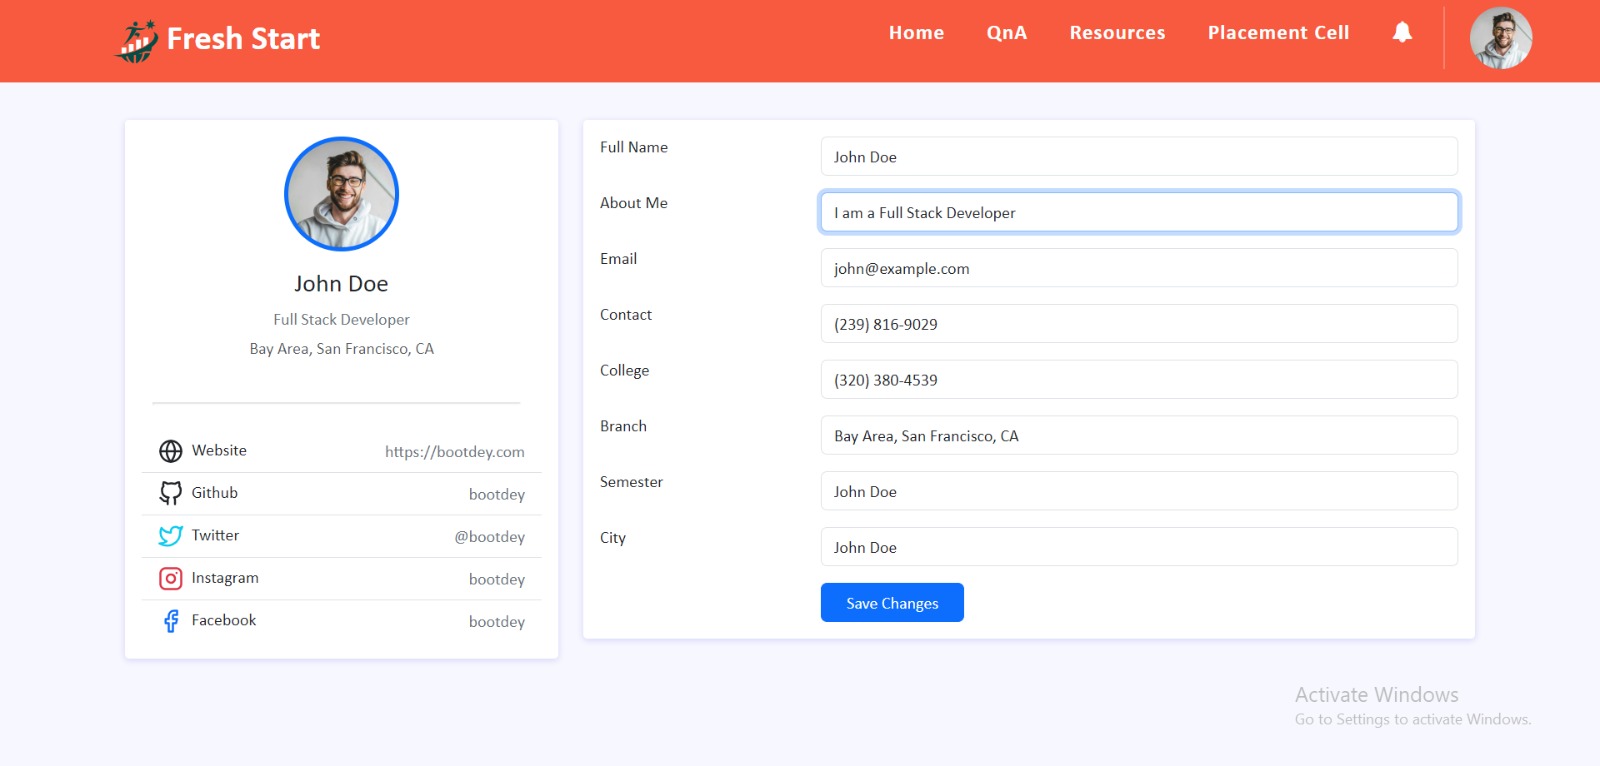 Fresh Start
Home QnA Resources Placement Cell
John Doe
Full Stack Developer
Bay Area, San Francisco, CA
Website https://bootdey.com
Github bootdey
Twitter @bootdey
Instagram bootdey
Facebook bootdey
Full Name John Doe
About Me I am a Full Stack Developer
Email john@example.com
Contact (239) 816-9029
College (320) 380-4539
Branch Bay Area, San Francisco, CA
Semester John Doe
City John Doe
Save Changes
Activate Windows
Go to Settings to activate Windows.